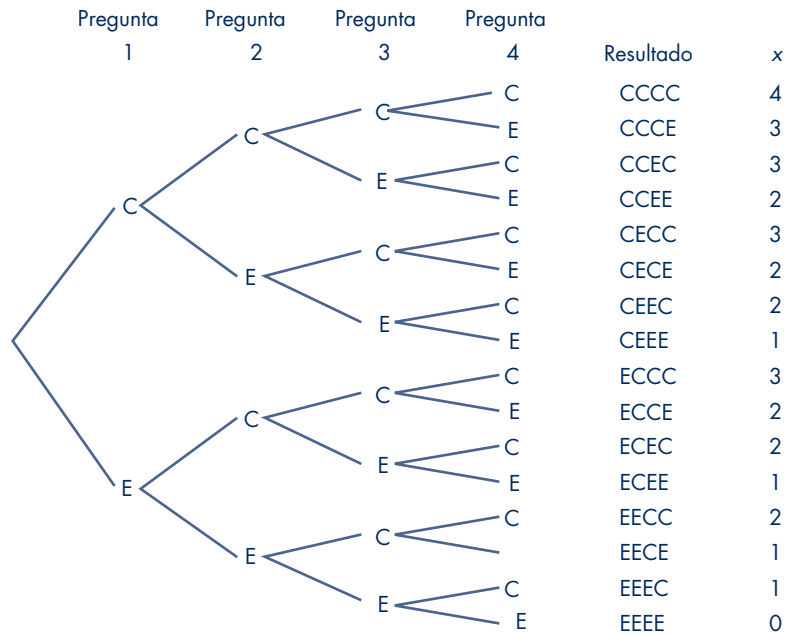 Pregunta Pregunta Pregunta Pregunta
1 2 3 4 Resultado x
C CCCC 4
C
E CCCE 3
C
C CCEC 3
E
E CCEE 2
C
C CECC 3
C
E CECE 2
E
C CEEC 2
E
E CEEE 1
C ECCC 3
C
E ECCE 2
C
C ECEC 2
E
E ECEE 1
E
C EECC 2
C
EECE 1
E
C EEEC 1
E
E EEEE 0